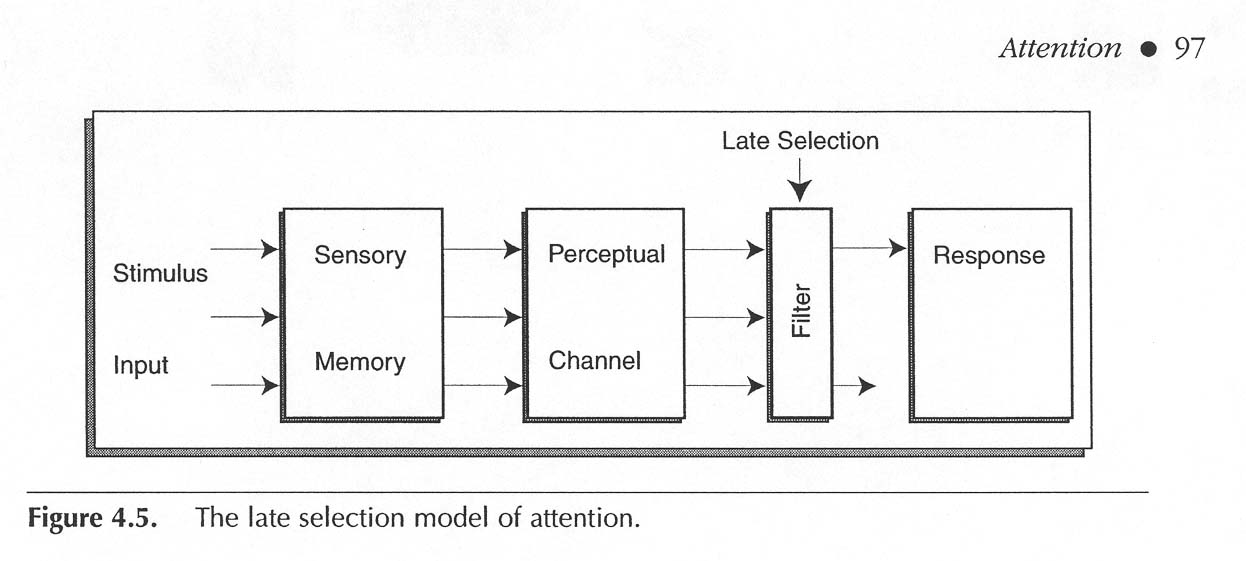 Attention ● 97
Late Selection
Stimulus
Input
Sensory
Memory
Perceptual
Channel
Filter
Response
Figure 4.5. The late selection model of attention.